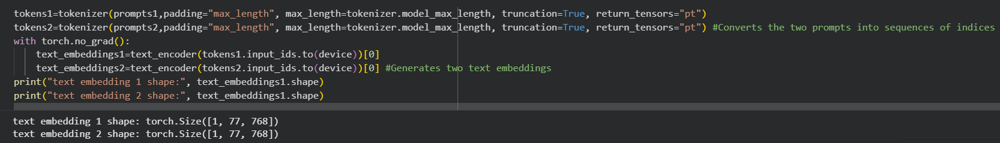 tokens1=tokenizer(prompts1,padding="max_length", max_length=tokenizer.model_max_length, truncation=True, return_tensors="pt")
tokens2=tokenizer(prompts2,padding="max_length", max_length=tokenizer.model_max_length, truncation=True, return_tensors="pt") #Converts the two prompts into sequences of indices
with torch.no_grad():
    text_embeddings1=text_encoder(tokens1.input_ids.to(device))[0]
    text_embeddings2=text_encoder(tokens2.input_ids.to(device))[0] #Generates two text embeddings
print("text embedding 1 shape:", text_embeddings1.shape)
print("text embedding 2 shape:", text_embeddings1.shape)
text embedding 1 shape: torch.Size([1, 77, 768])
text embedding 2 shape: torch.Size([1, 77, 768])